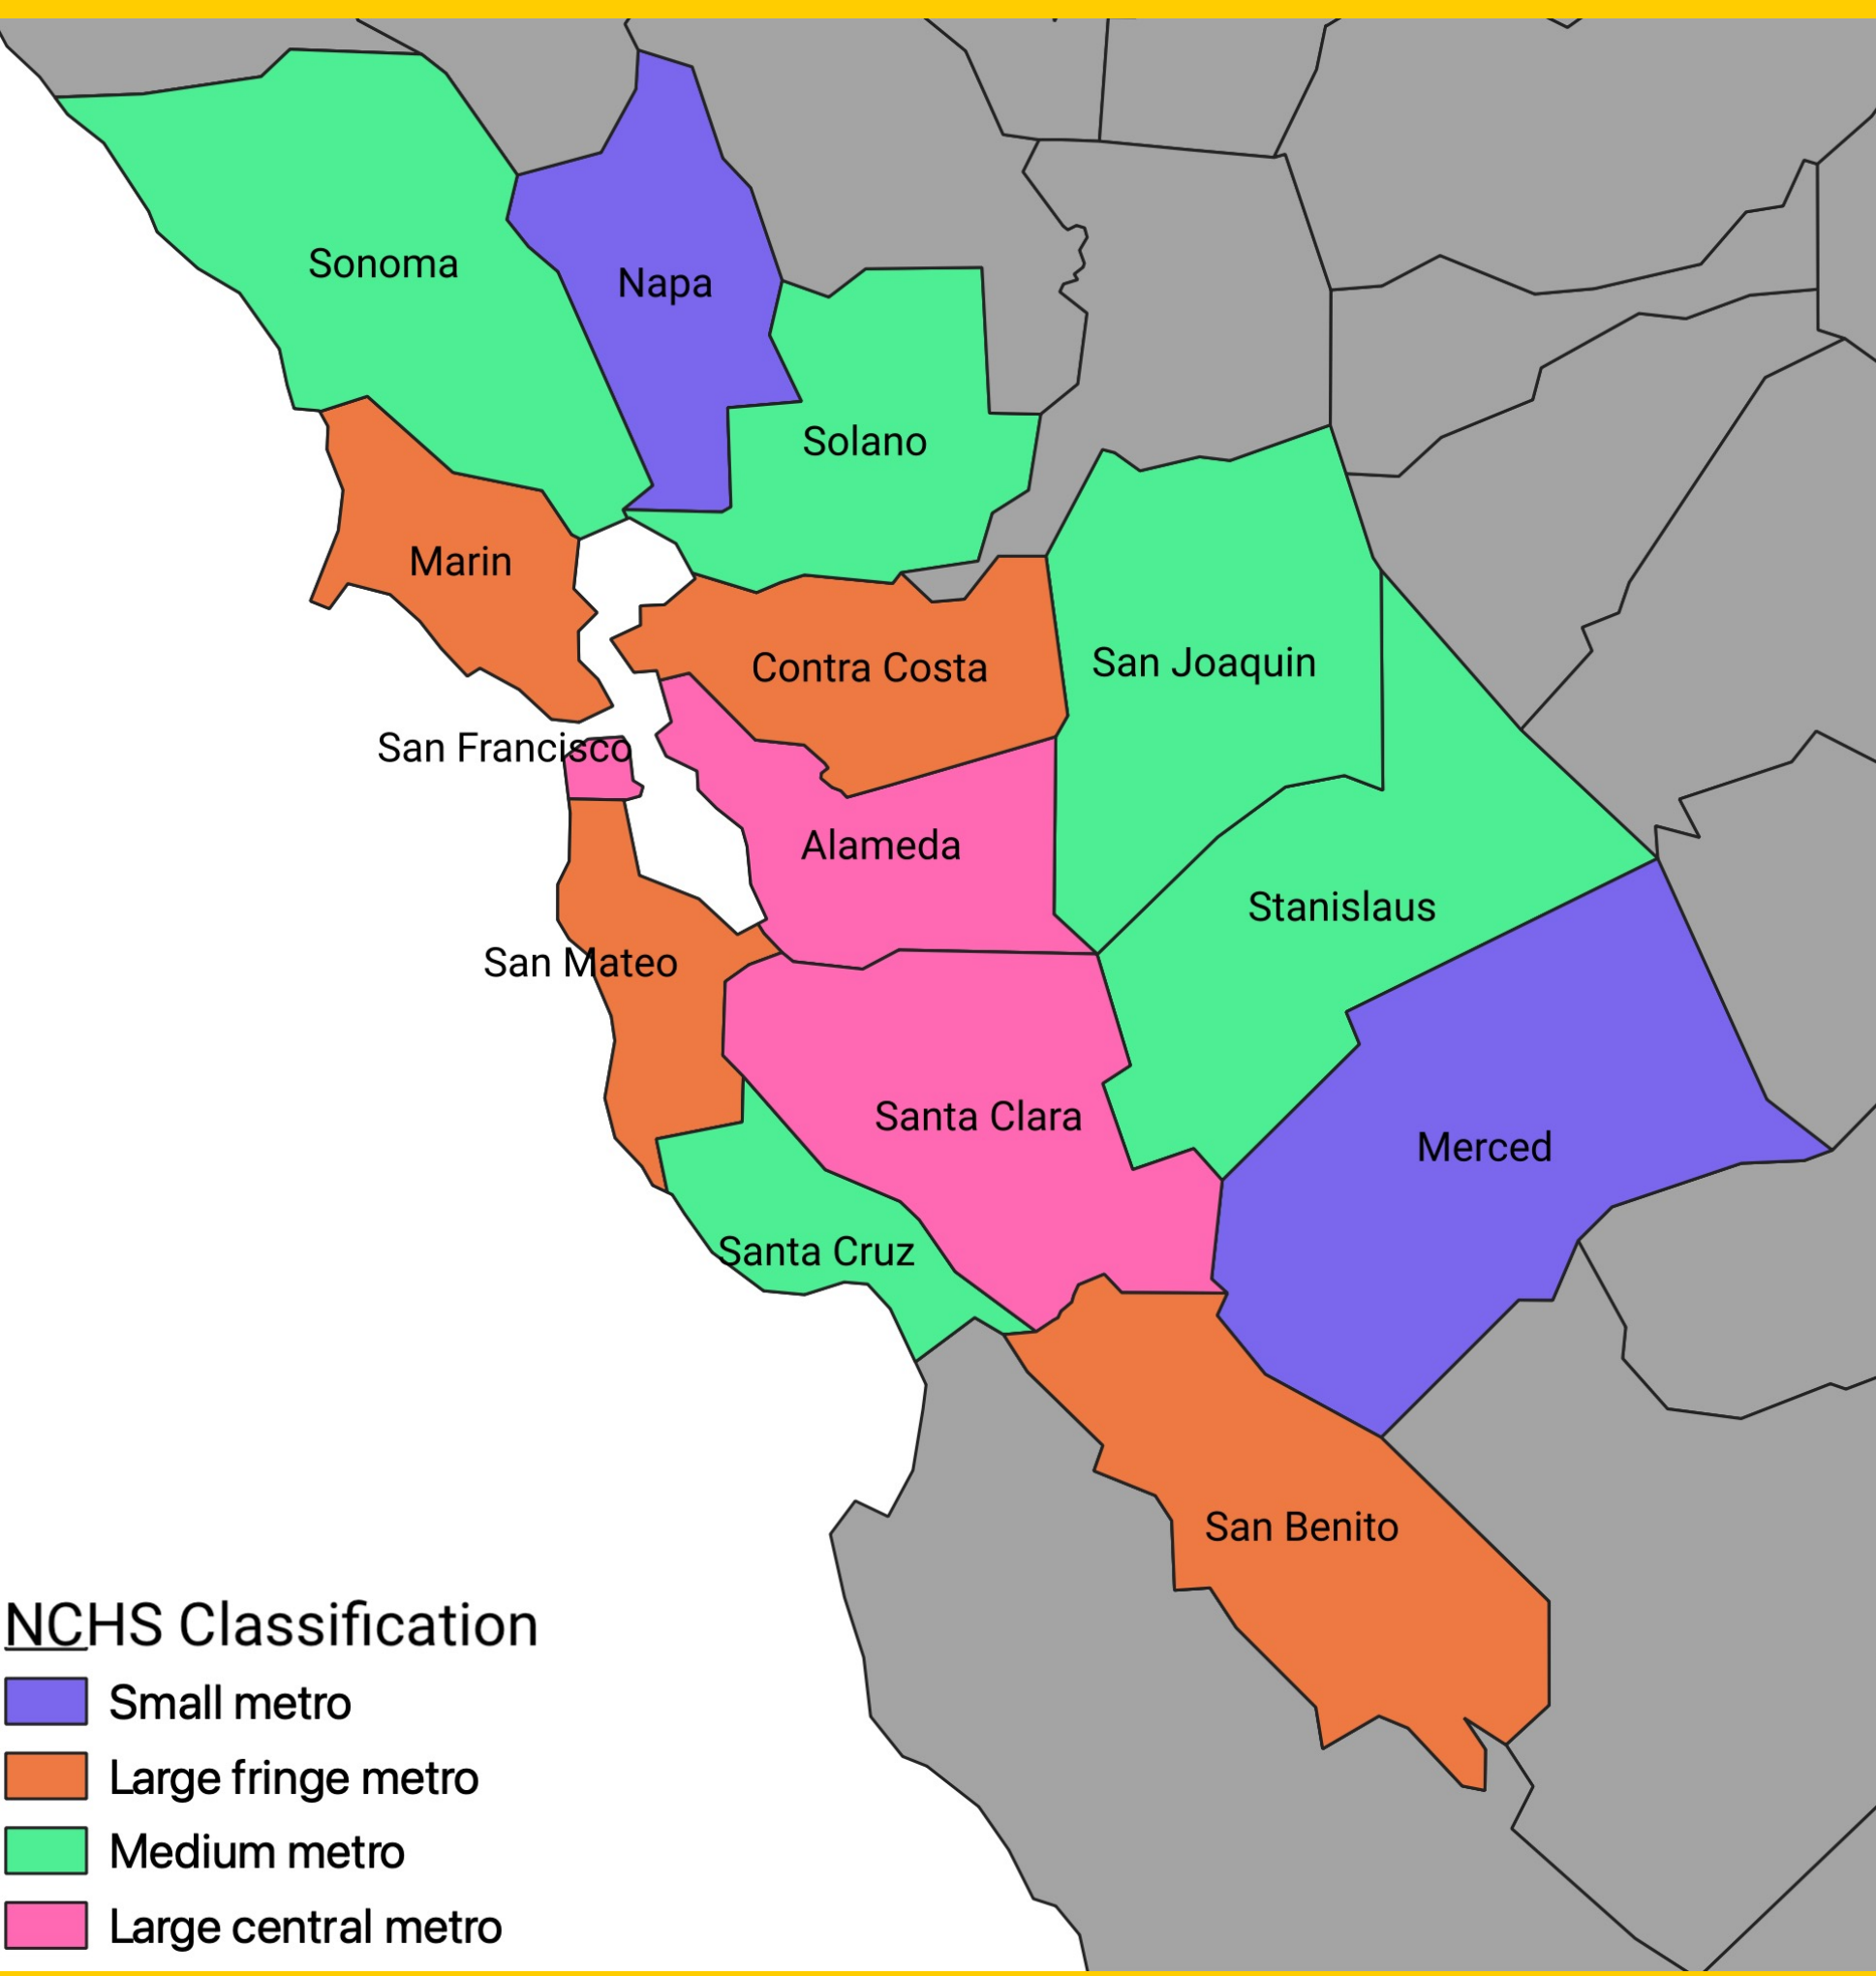 Sonoma
Napa
Solano
Marin
Contra Costa
San Joaquin
San Francisco
Alameda
Stanislaus
San Mateo
Santa Clara
Merced
Santa Cruz
San Benito
NCHS Classification
Small metro
Large fringe metro
Medium metro
Large central metro